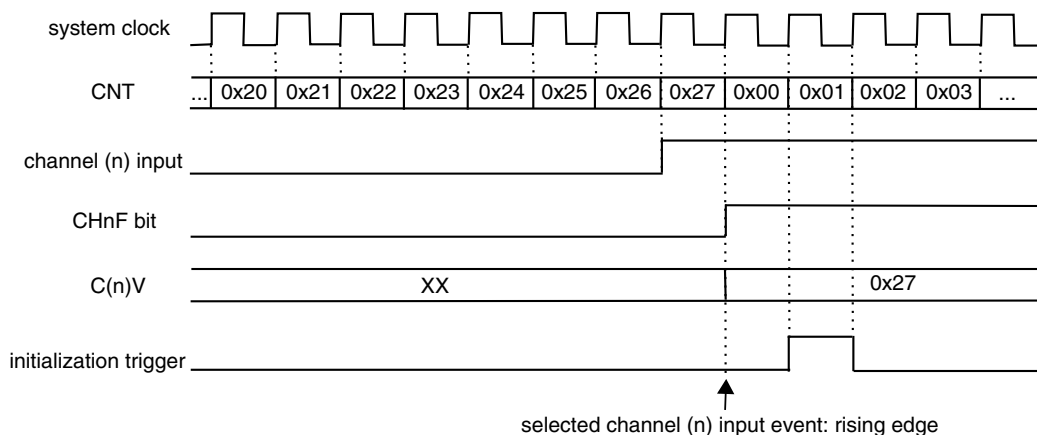 system clock
CNT ... 0x20 0x21 0x22 0x23 0x24 0x25 0x26 0x27 0x00 0x01 0x02 0x03 ...
channel (n) input
CHnF bit
C(n)V XX 0x27
initialization trigger
selected channel (n) input event: rising edge